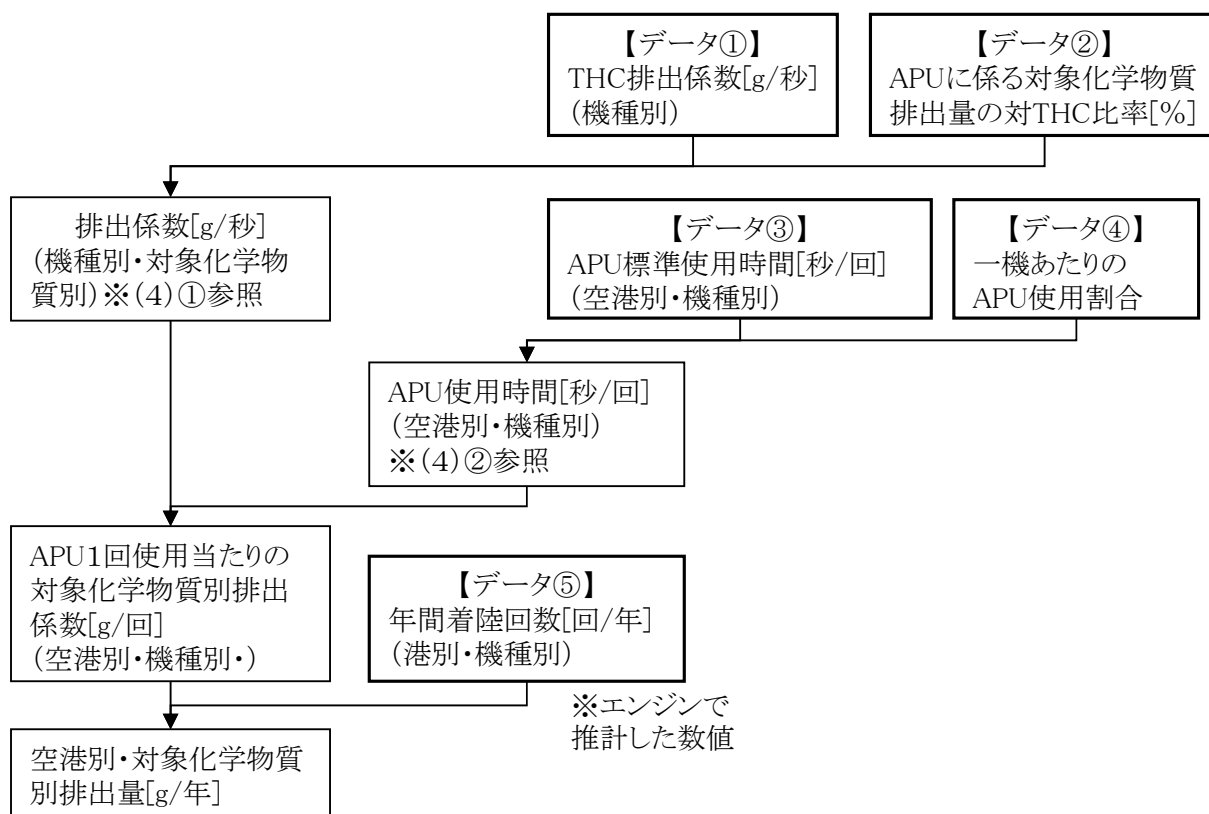 【データ①】
THC排出係数[g/秒]
(機種別)
【データ②】
APUに係る対象化学物質
排出量の対THC比率[%]
排出係数[g/秒]
(機種別・対象化学物
質別)※(4)①参照
【データ③】
APU標準使用時間[秒/回]
(空港別・機種別)
【データ④】
一機あたりの
APU使用割合
APU使用時間[秒/回]
(空港別・機種別)
※(4)②参照
APU1回使用当たりの
対象化学物質別排出
係数[g/回]
(空港別・機種別・)
【データ⑤】
年間着陸回数[回/年]
(港別・機種別)
※エンジンで
推計した数値
空港別・対象化学物質
別排出量[g/年]